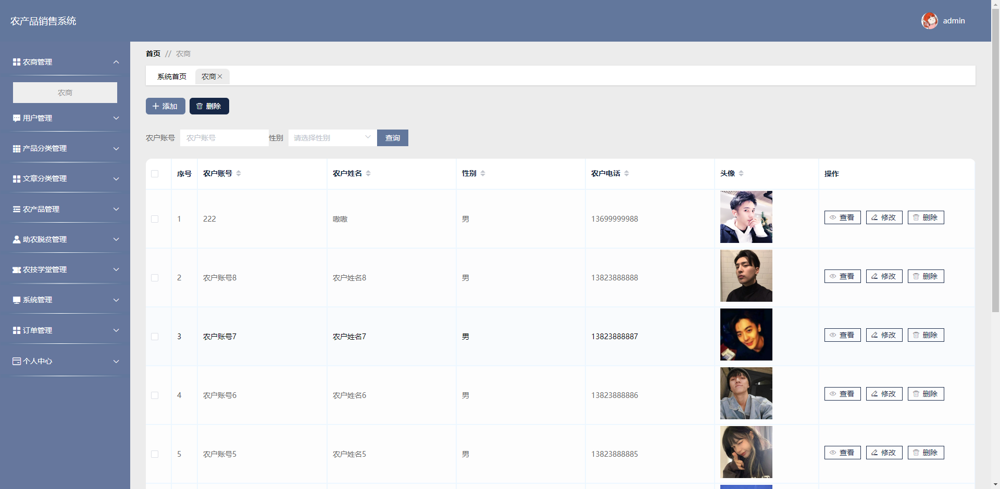 农产品销售系统
admin
农商管理
农商
用户管理
产品分类管理
文章分类管理
农产品管理
助农脱贫管理
农技学堂管理
系统管理
订单管理
个人中心
首页 // 农商
系统首页 农商
添加 删除
农户账号 农户账号 性别 请选择性别 查询
序号 农户账号 农户姓名 性别 农户电话 头像 操作
1 222 嗷嗷 男 13699999988 查看 修改 删除
2 农户账号8 农户姓名8 男 13823888888 查看 修改 删除
3 农户账号7 农户姓名7 男 13823888887 查看 修改 删除
4 农户账号6 农户姓名6 男 13823888886 查看 修改 删除
5 农户账号5 农户姓名5 男 13823888885 查看 修改 删除